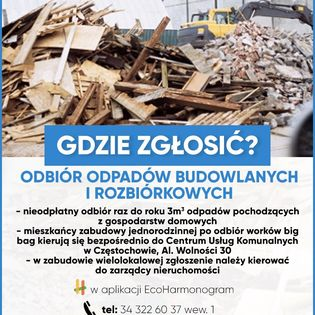 GDZIE ZGŁOSIĆ?
ODBIÓR ODPADÓW BUDOWLANYCH
I ROZBIÓRKOWYCH
- nieodpłatny odbiór raz do roku 3m³ odpadów pochodzących
z gospodarstw domowych
- mieszkańcy zabudowy jednorodzinnej po odbiór worków big
bag kierują się bezpośrednio do Centrum Usług Komunalnych
w Częstochowie, Al. Wolności 30
- w zabudowie wielolokalowej zgłoszenie należy kierować
do zarządcy nieruchomości
w aplikacji EcoHarmonogram
tel: 34 322 60 37 wew. 1